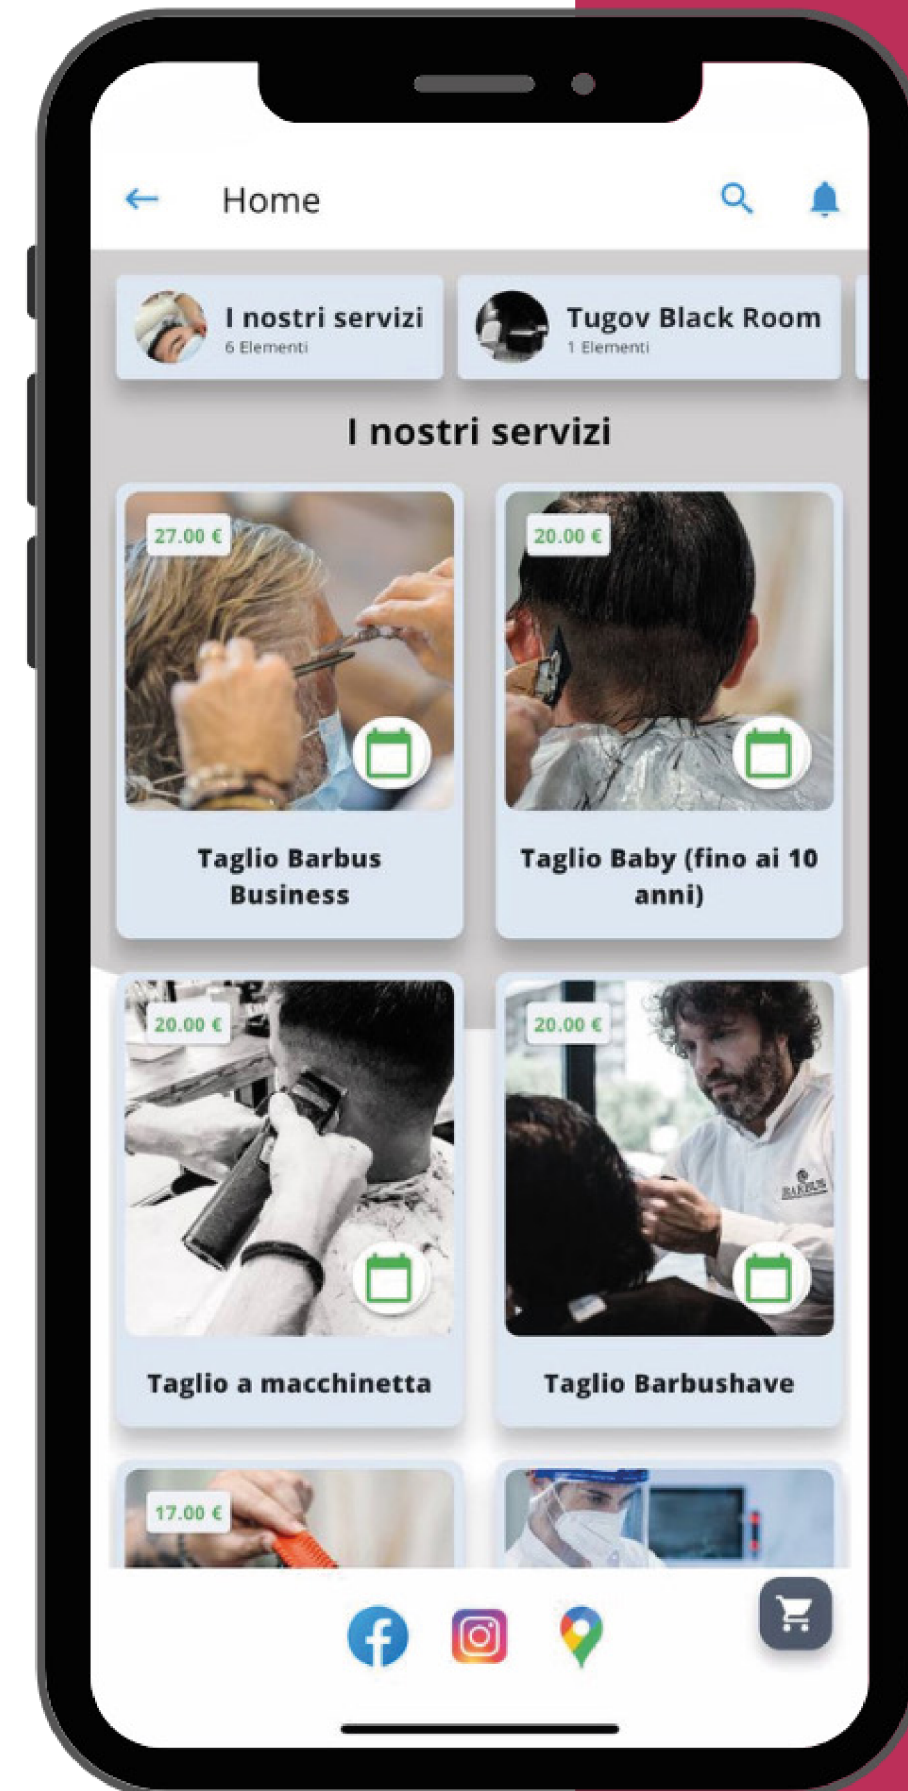 Home
I nostri servizi
6 Elementi
Tugov Black Room
1 Elementi
I nostri servizi
27.00 €
20.00 €
Taglio Barbus
Business
Taglio Baby (fino ai 10
anni)
20.00 €
20.00 €
BARBUS
Taglio a macchinetta
Taglio Barbushave
17.00 €